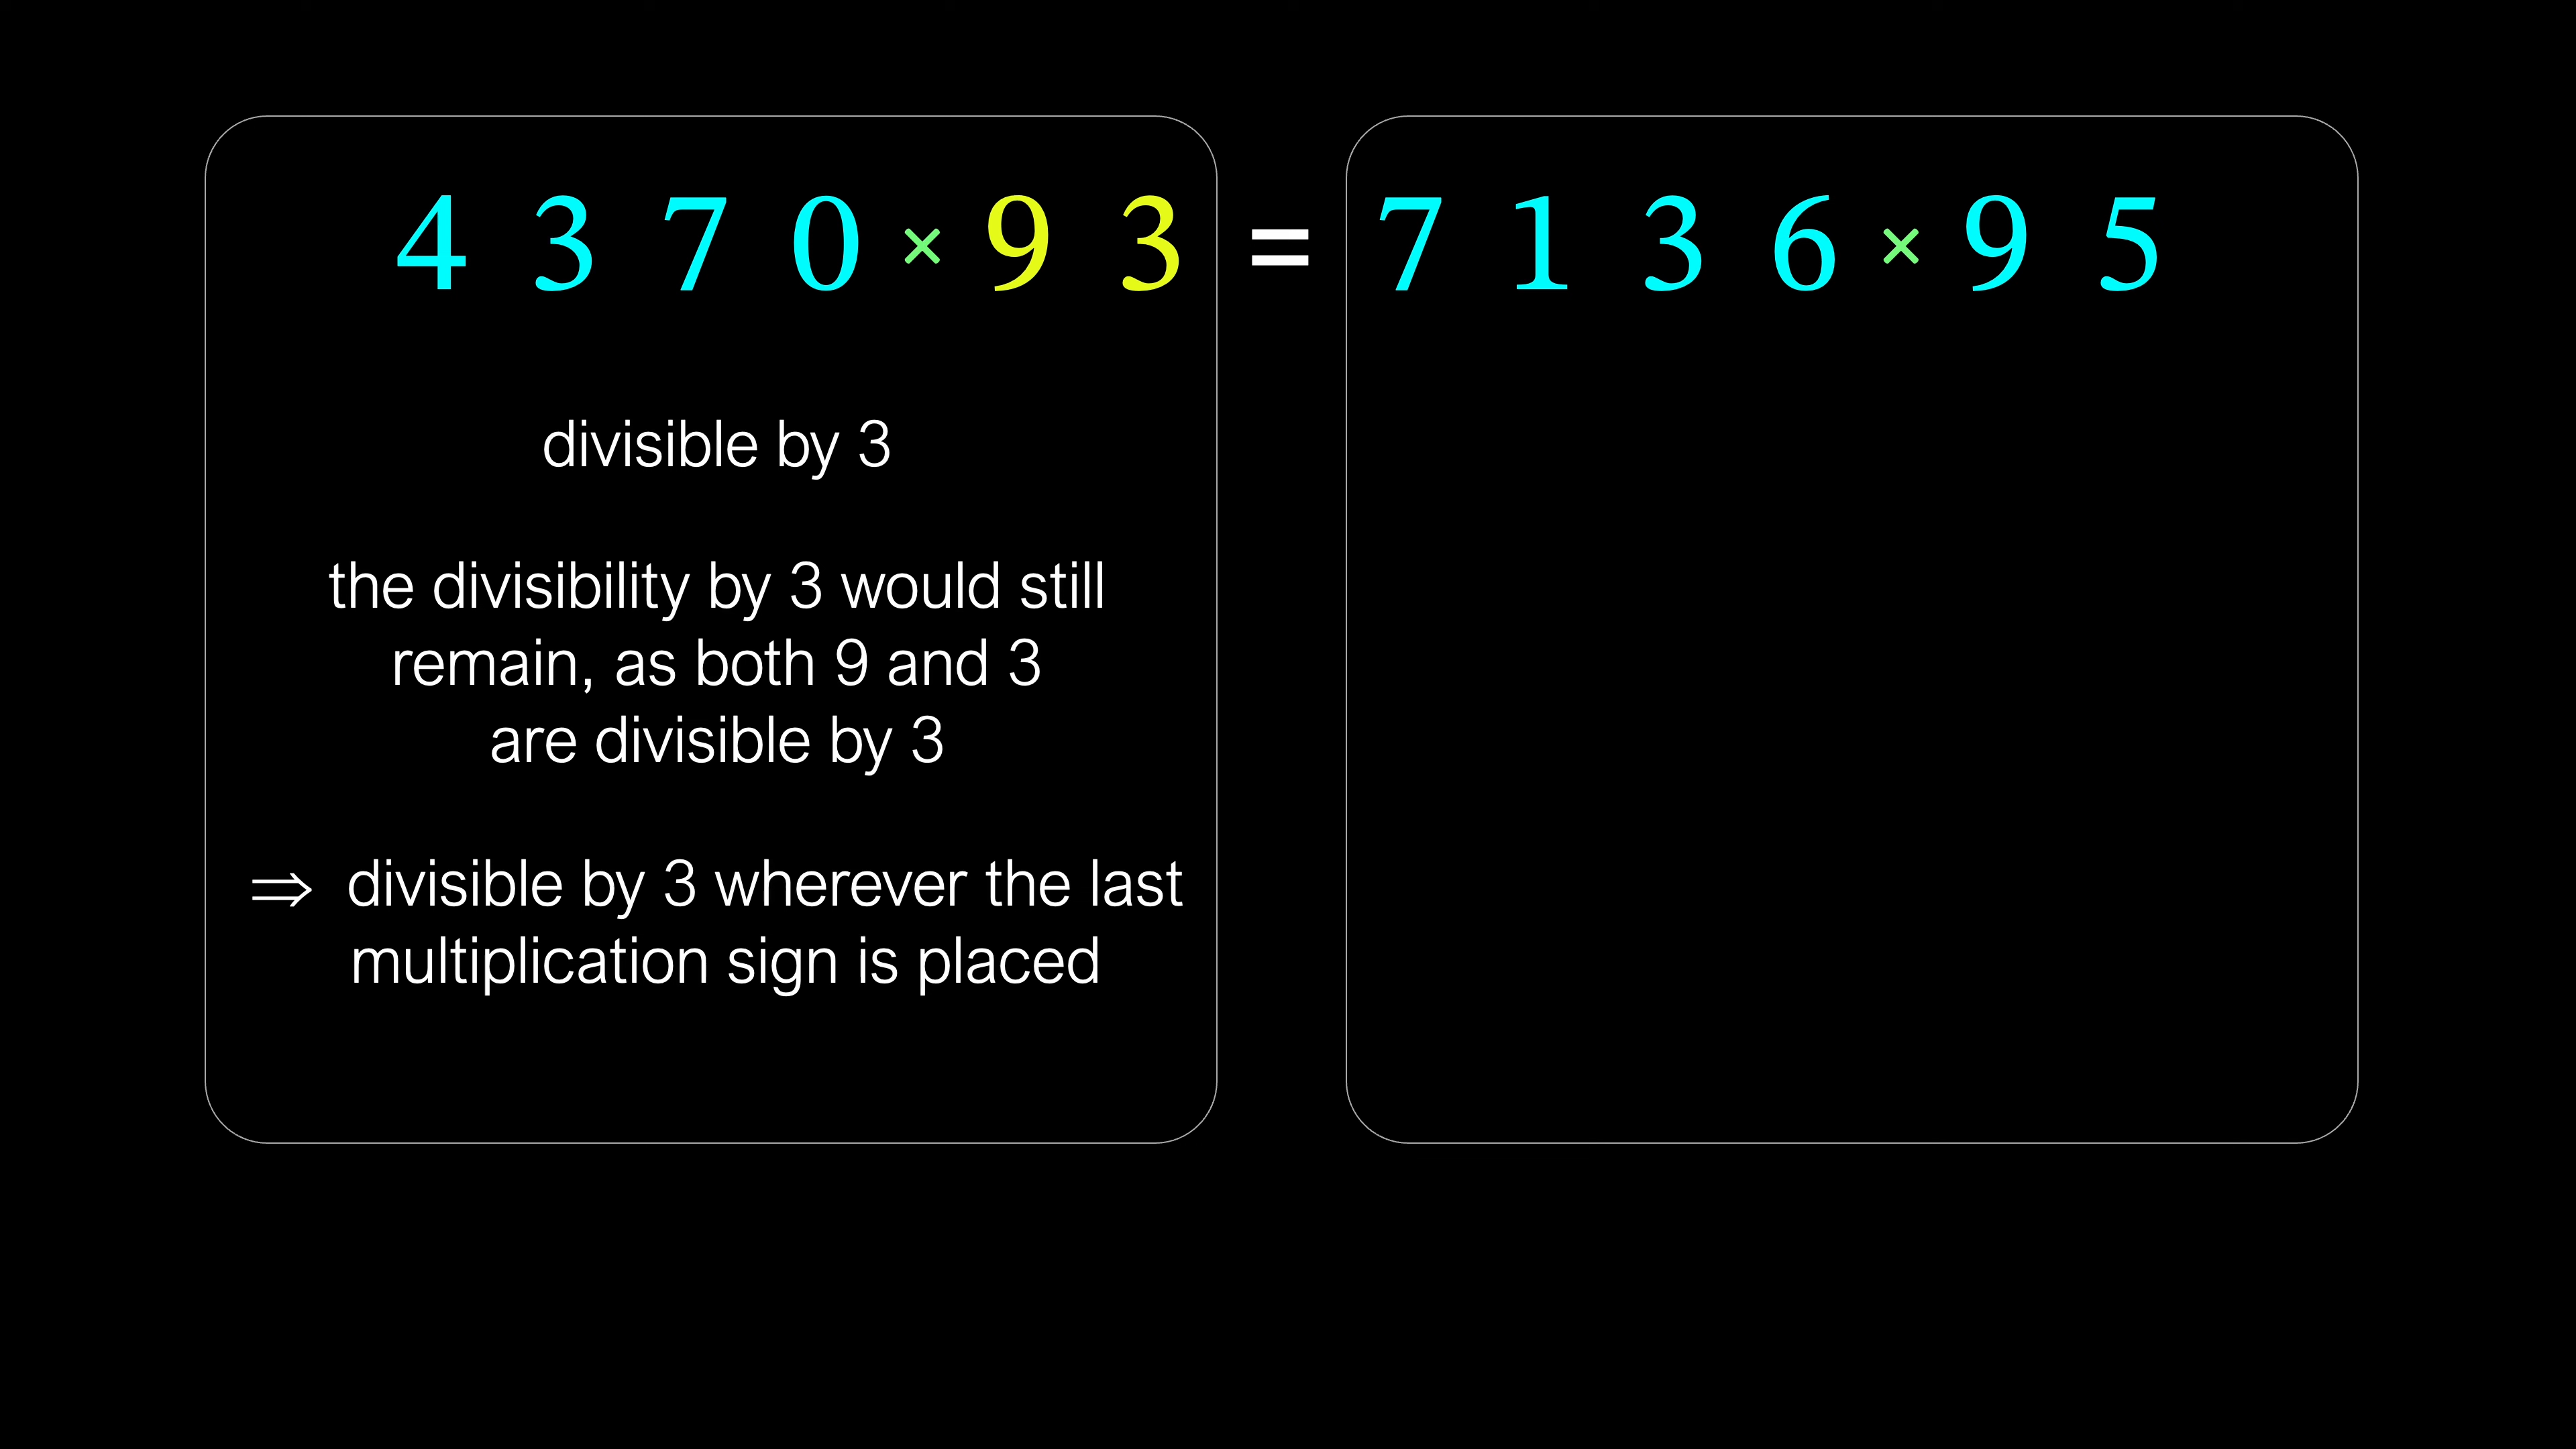 4 3 7 0 × 9 3 = 7 1 3 6 × 9 5
divisible by 3
the divisibility by 3 would still
remain, as both 9 and 3
are divisible by 3
⇒ divisible by 3 wherever the last
multiplication sign is placed